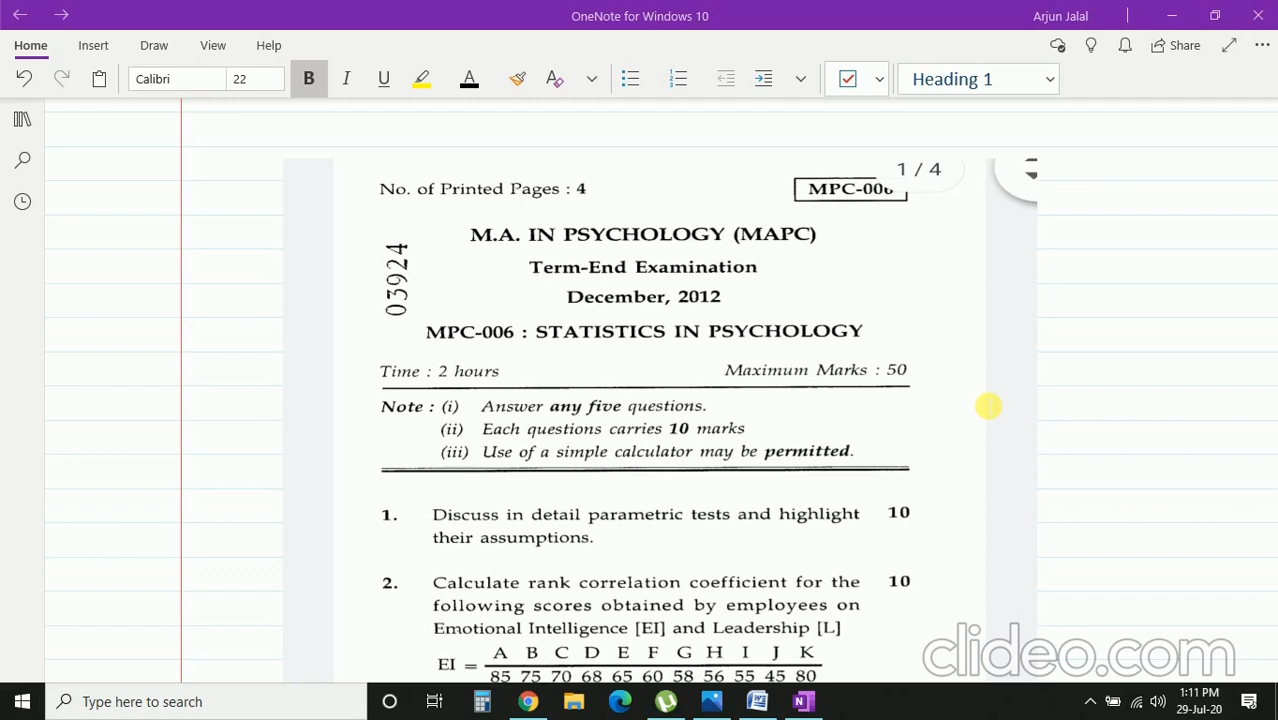 OneNote for Windows 10
Arjun Jalal
Home Insert Draw View Help
Share
Calibri 22 B I U A A Heading 1
1 / 4
No. of Printed Pages : 4
MPC-006
M.A. IN PSYCHOLOGY (MAPC)
03924
Term-End Examination
December, 2012
MPC-006 : STATISTICS IN PSYCHOLOGY
Time : 2 hours Maximum Marks : 50
Note : (i) Answer any five questions.
(ii) Each questions carries 10 marks
(iii) Use of a simple calculator may be permitted.
1. Discuss in detail parametric tests and highlight 10
their assumptions.
2. Calculate rank correlation coefficient for the 10
following scores obtained by employees on
Emotional Intelligence [EI] and Leadership [L]
A B C D E F G H I J K
EI =
85 75 70 68 65 60 58 56 55 45 80
clideo.com
Type here to search
1:11 PM
29-Jul-20